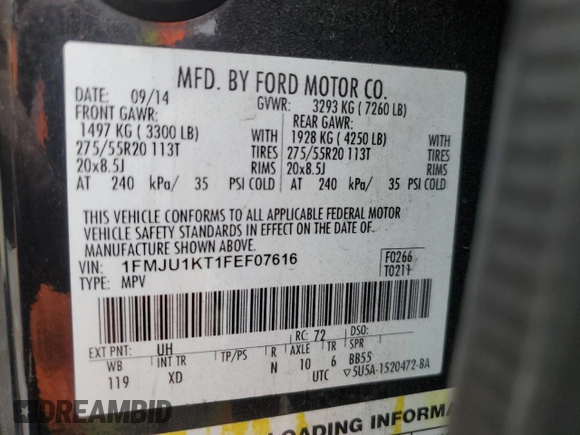 MFD. BY FORD MOTOR CO.
DATE: 09/14 GVWR: 3293 KG ( 7260 LB)
FRONT GAWR: REAR GAWR:
1497 KG ( 3300 LB) WITH 1928 KG ( 4250 LB) WITH
275/55R20 113T TIRES 275/55R20 113T TIRES
20x8.5J RIMS 20x8.5J RIMS
AT 240 kPa/ 35 PSI COLD AT 240 kPa/ 35 PSI COLD
THIS VEHICLE CONFORMS TO ALL APPLICABLE FEDERAL MOTOR
VEHICLE SAFETY STANDARDS IN EFFECT ON THE DATE OF
MANUFACTURE SHOWN ABOVE.
VIN: 1FMJU1KT1FEF07616 F0266
TYPE: MPV T0211
EXT PNT: UH RC: 72 DSO:
WB INT TR TP/PS R AXLE TR SPR
119 XD N 10 6 BB55
UTC ▽5U5A-1520472-BA
LOADING INFORMA
DREAMBID